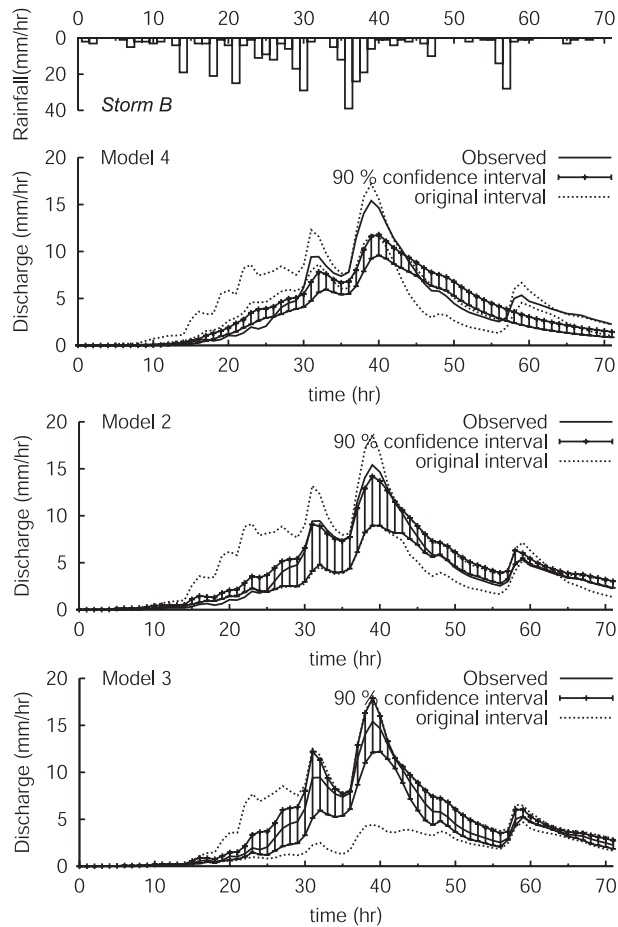 0 10 20 30 40 50 60 70
Rainfall(mm/hr)
0
20
40
Storm B
Model 4
Discharge (mm/hr)
20
15
10
5
0
Observed
90 % confidence interval
original interval
0 10 20 30 40 50 60 70
time (hr)
Model 2
Discharge (mm/hr)
20
15
10
5
0
Observed
90 % confidence interval
original interval
0 10 20 30 40 50 60 70
time (hr)
Model 3
Discharge (mm/hr)
20
15
10
5
0
Observed
90 % confidence interval
original interval
0 10 20 30 40 50 60 70
time (hr)